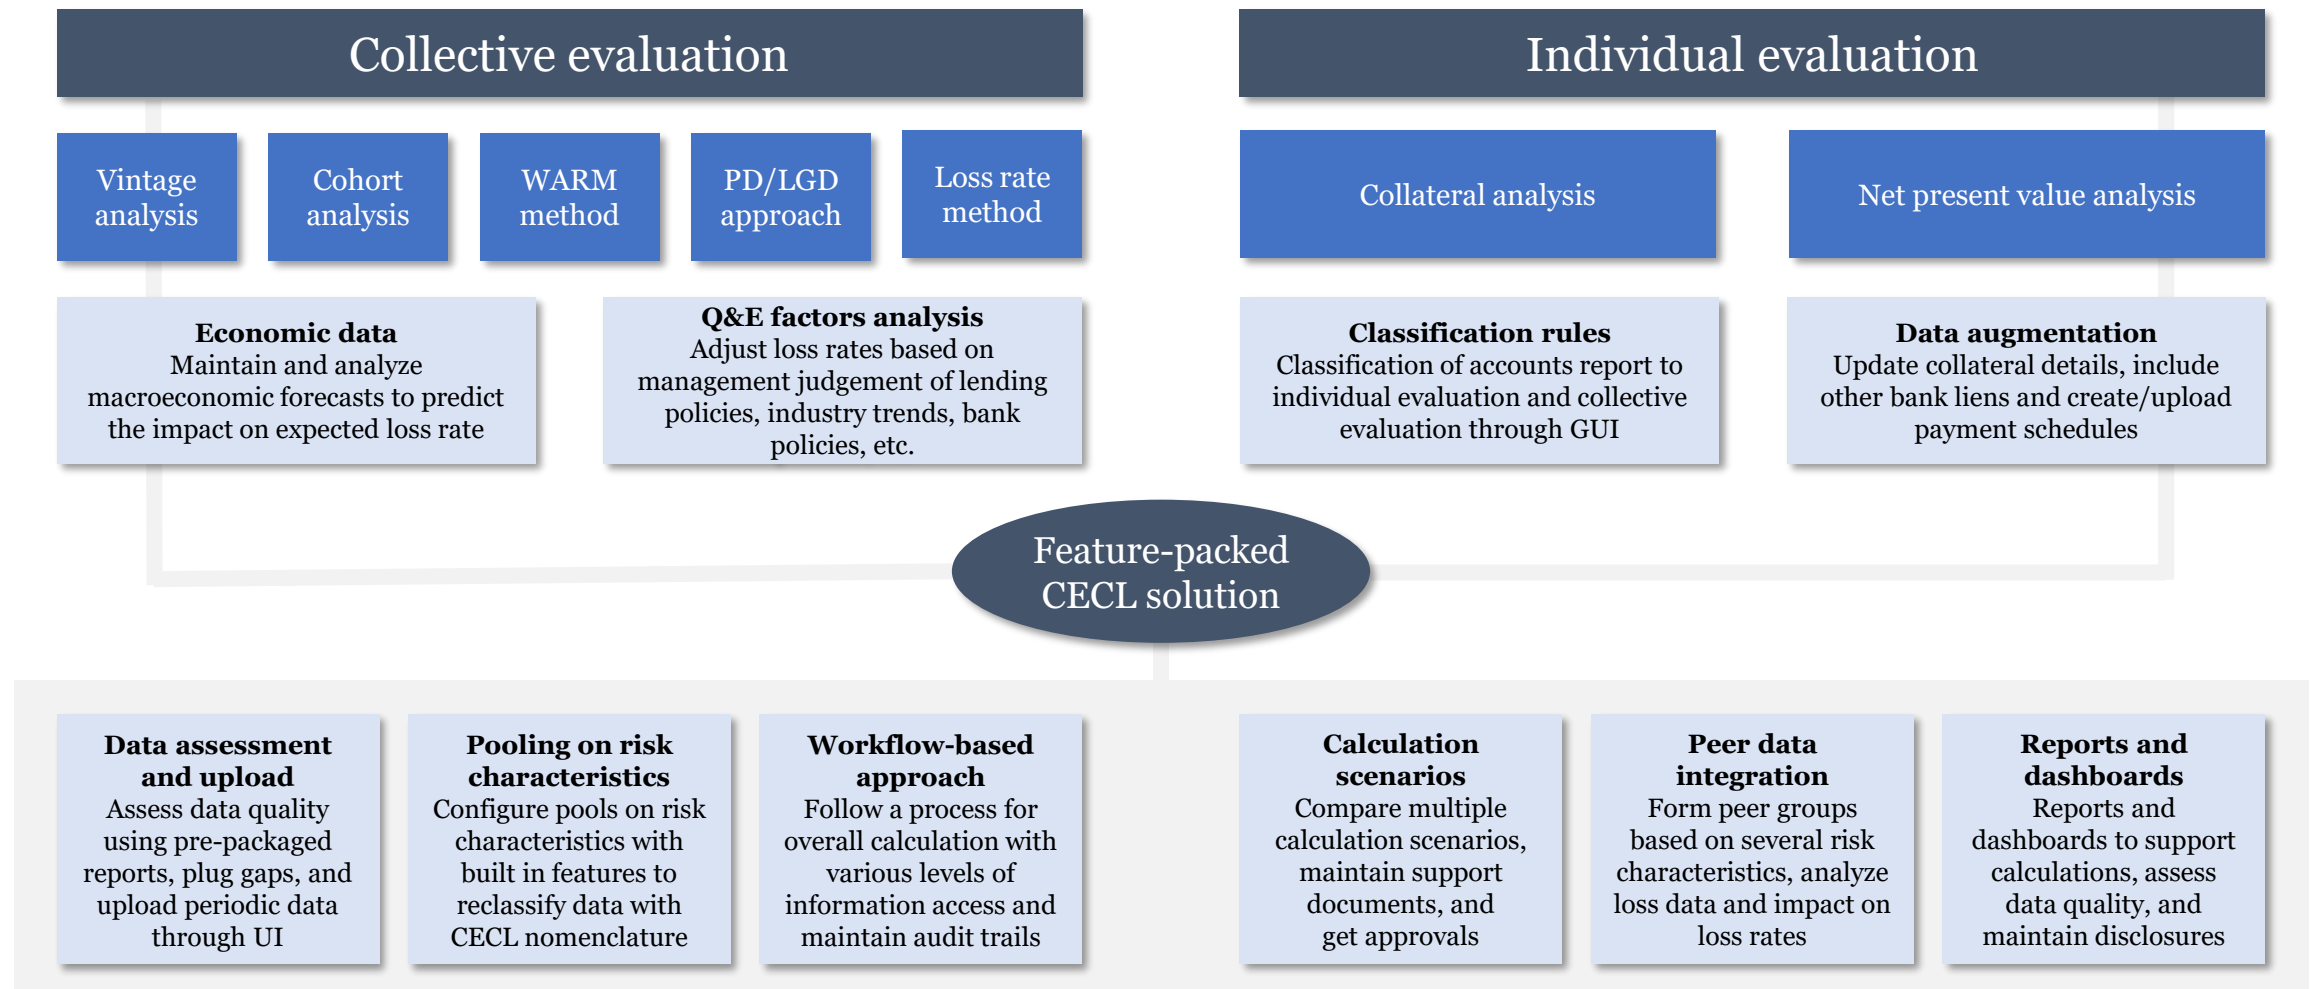 Collective evaluation
Individual evaluation
Vintage
analysis
Cohort
analysis
WARM
method
PD/LGD
approach
Loss rate
method
Collateral analysis
Net present value analysis
Economic data
Maintain and analyze
macroeconomic forecasts to predict
the impact on expected loss rate
Q&E factors analysis
Adjust loss rates based on
management judgement of lending
policies, industry trends, bank
policies, etc.
Classification rules
Classification of accounts report to
individual evaluation and collective
evaluation through GUI
Data augmentation
Update collateral details, include
other bank liens and create/upload
payment schedules
Feature-packed
CECL solution
Data assessment
and upload
Assess data quality
using pre-packaged
reports, plug gaps, and
upload periodic data
through UI
Pooling on risk
characteristics
Configure pools on risk
characteristics with
built in features to
reclassify data with
CECL nomenclature
Workflow-based
approach
Follow a process for
overall calculation with
various levels of
information access and
maintain audit trails
Calculation
scenarios
Compare multiple
calculation scenarios,
maintain support
documents, and
get approvals
Peer data
integration
Form peer groups
based on several risk
characteristics, analyze
loss data and impact on
loss rates
Reports and
dashboards
Reports and
dashboards to support
calculations, assess
data quality, and
maintain disclosures